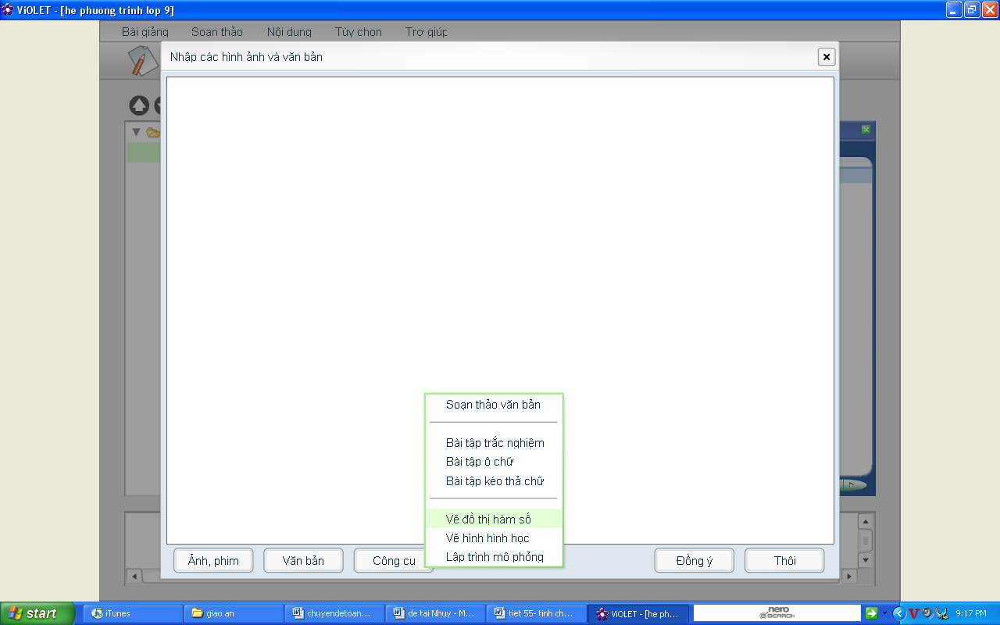 ViOLET - [he phuong trinh lop 9]
Bài giảng Soạn thảo Nội dung Tùy chọn Trợ giúp
Nhập các hình ảnh và văn bản
Soạn thảo văn bản
Bài tập trắc nghiệm
Bài tập ô chữ
Bài tập kéo thả chữ
Vẽ đồ thị hàm số
Vẽ hình hình học
Lập trình mô phỏng
Ảnh, phim Văn bản Công cụ Đồng ý Thôi
start iTunes giao an chuyendetoan... de tai Nhuy - M... tiet 55- tinh ch... ViOLET - [he ph... nero SEARCH 9:17 PM